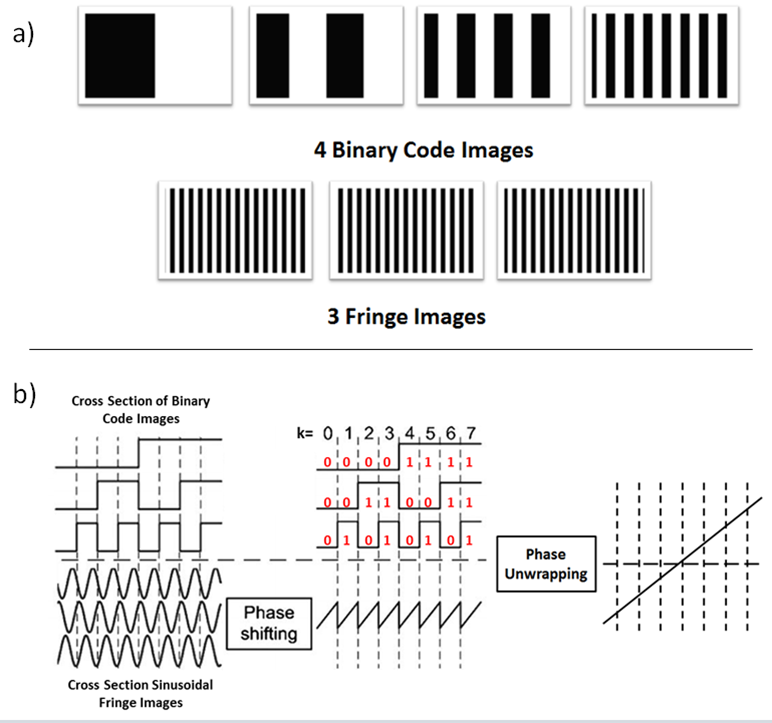 a)
4 Binary Code Images
3 Fringe Images
b)
Cross Section of Binary
Code Images
k= 0 1 2 3 4 5 6 7
0 0 0 0 1 1 1 1
0 0 1 1 0 0 1 1
0 1 0 1 0 1 0 1
Phase
Unwrapping
Phase
shifting
Cross Section Sinusoidal
Fringe Images